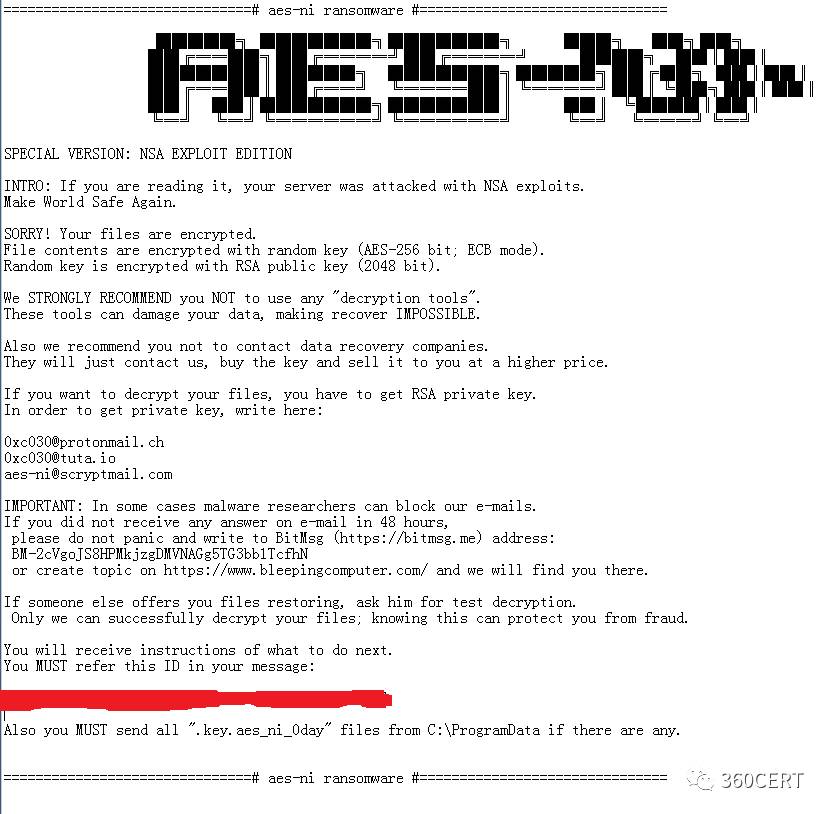 ===============================# aes-ni ransomware #===============================
AES-NI
SPECIAL VERSION: NSA EXPLOIT EDITION
INTRO: If you are reading it, your server was attacked with NSA exploits.
Make World Safe Again.
SORRY! Your files are encrypted.
File contents are encrypted with random key (AES-256 bit; ECB mode).
Random key is encrypted with RSA public key (2048 bit).
We STRONGLY RECOMMEND you NOT to use any "decryption tools".
These tools can damage your data, making recover IMPOSSIBLE.
Also we recommend you not to contact data recovery companies.
They will just contact us, buy the key and sell it to you at a higher price.
If you want to decrypt your files, you have to get RSA private key.
In order to get private key, write here:
0xc030@protonmail.ch
0xc030@tuta.io
aes-ni@scryptmail.com
IMPORTANT: In some cases malware researchers can block our e-mails.
If you did not receive any answer on e-mail in 48 hours,
please do not panic and write to BitMsg (https://bitmsg.me) address:
BM-2cVgoJS8HPMkjzgDMVNAGg5TG3bb1TcfhN
or create topic on https://www.bleepingcomputer.com/ and we will find you there.
If someone else offers you files restoring, ask him for test decryption.
Only we can successfully decrypt your files; knowing this can protect you from fraud.
You will receive instructions of what to do next.
You MUST refer this ID in your message:
Also you MUST send all ".key.aes_ni_0day" files from C:\ProgramData if there are any.
===============================# aes-ni ransomware #===============================
360CERT